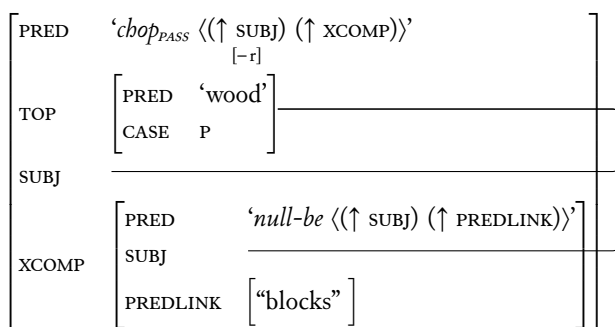 PRED ‘chop_PASS ⟨(↑ SUBJ) (↑ XCOMP)⟩’
[−r]
TOP [PRED ‘wood’
CASE P]
SUBJ
XCOMP [PRED ‘null-be ⟨(↑ SUBJ) (↑ PREDLINK)⟩’
SUBJ
PREDLINK [“blocks”]]